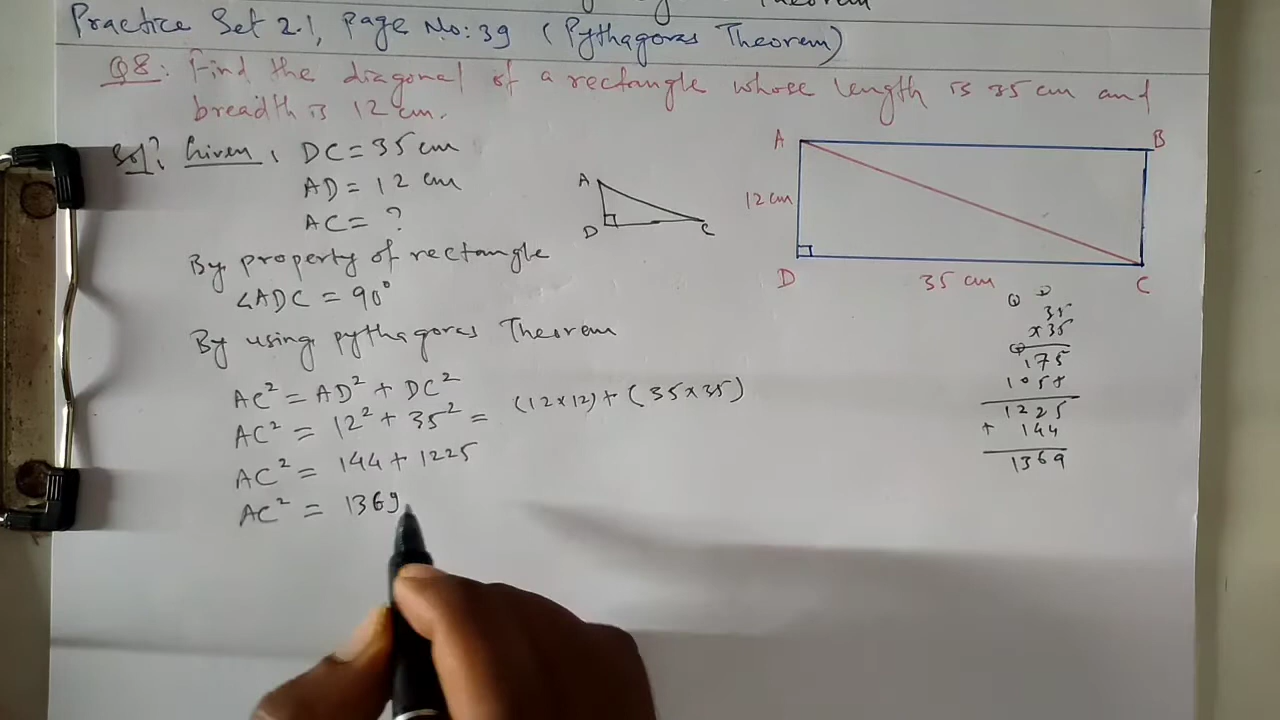 Theorem
Practice Set 2.1, Page No: 39 (Pythagoras Theorem)
Q8: Find the diagonal of a rectangle whose length is 35 cm and
breadth is 12 cm.
Solⁿ: Given, DC = 35 cm
AD = 12 cm
AC = ?
By property of rectangle
∠ADC = 90°
By using pythagoras Theorem
AC² = AD² + DC²
AC² = 12² + 35² = (12×12) + (35×35)
AC² = 144 + 1225
AC² = 1369
A
D
C
A
B
12 cm
D
35 cm
C
35
×35
175
1225
+ 144
1369